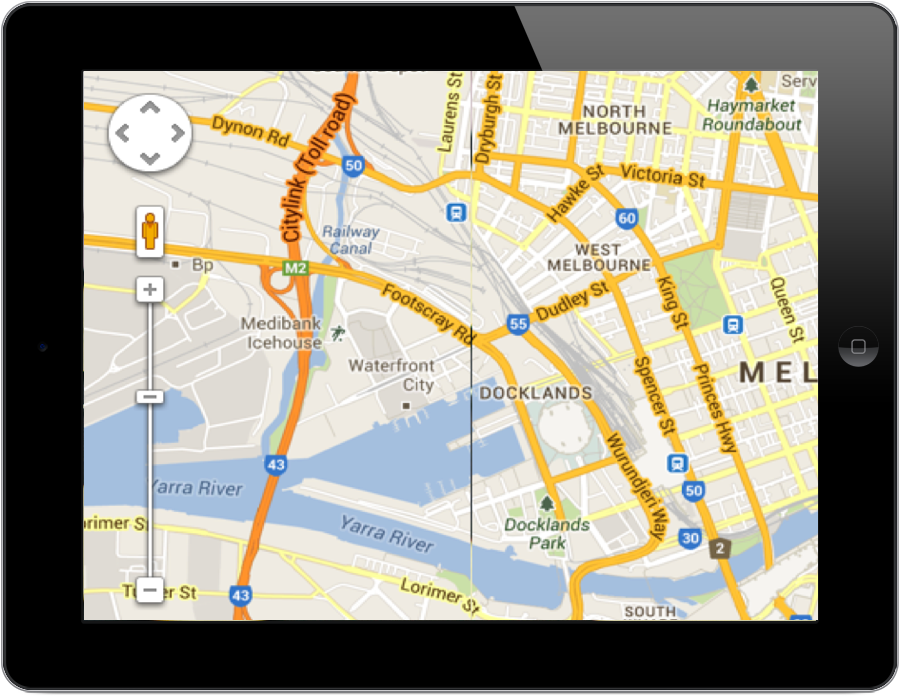 Laurens St
Dryburgh St
Serv
NORTH
MELBOURNE
Haymarket
Roundabout
Dynon Rd
Citylink (Toll road)
50
Victoria St
Hawke St
60
Railway
Canal
WEST
MELBOURNE
Bp
M2
King St
Queen St
Footscray Rd
Dudley St
55
Medibank
Icehouse
Waterfront
City
Spencer St
Princes Hwy
MEL
DOCKLANDS
43
Wurundjeri Way
Yarra River
50
orimer St
Yarra River
Docklands
Park
30
2
43
Lorimer St
SOUTH